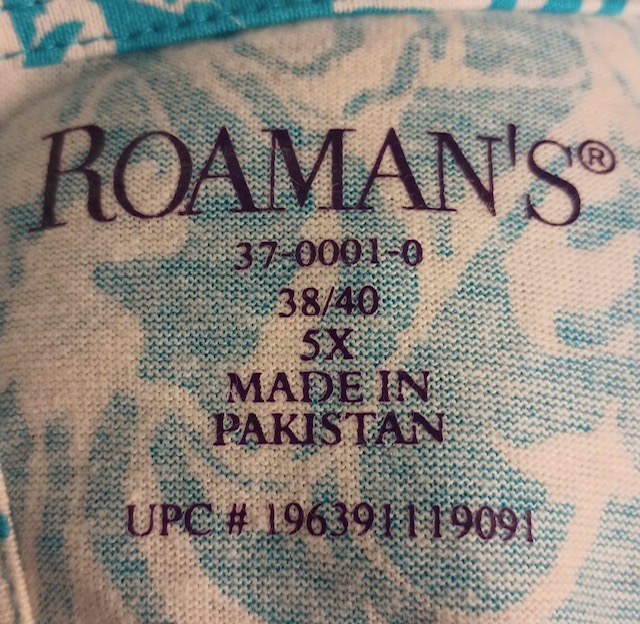 ROAMAN'S®
37-0001-0
38/40
5X
MADE IN
PAKISTAN
UPC # 196391119091